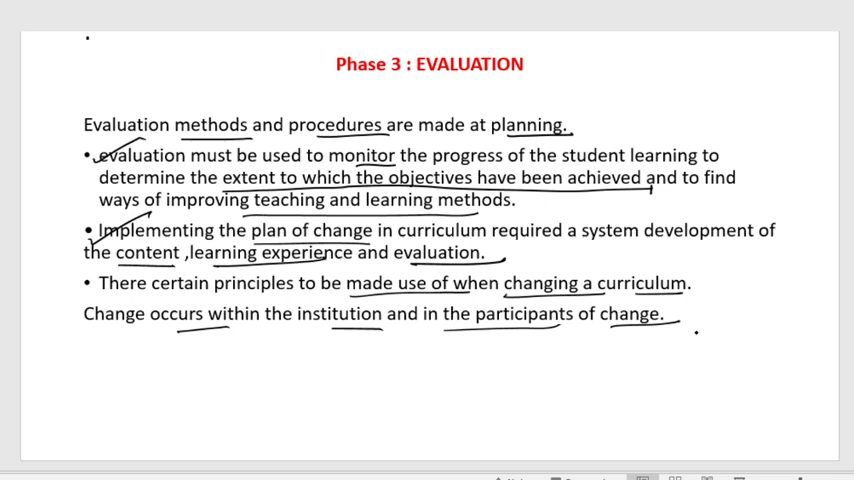 Phase 3 : EVALUATION
Evaluation methods and procedures are made at planning.
• evaluation must be used to monitor the progress of the student learning to
determine the extent to which the objectives have been achieved and to find
ways of improving teaching and learning methods.
• Implementing the plan of change in curriculum required a system development of
the content ,learning experience and evaluation.
• There certain principles to be made use of when changing a curriculum.
Change occurs within the institution and in the participants of change.